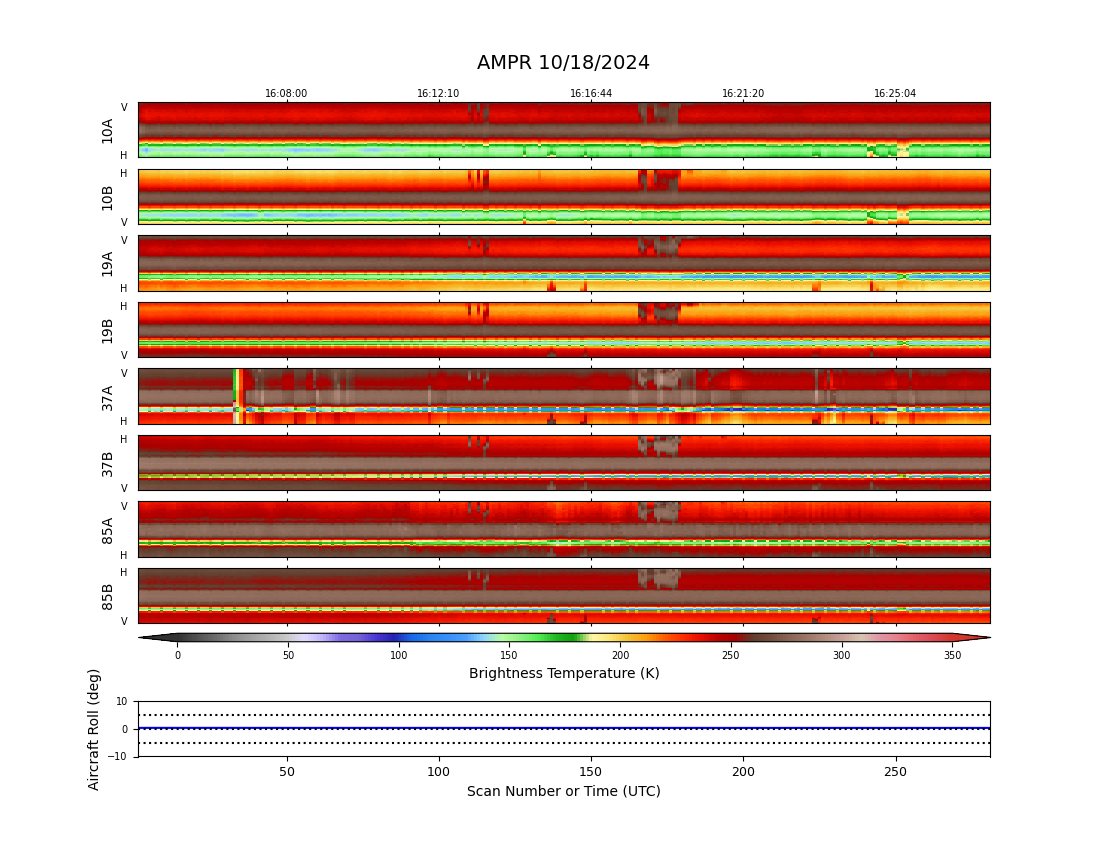 AMPR 10/18/2024
16:08:00 16:12:10 16:16:44 16:21:20 16:25:04
V
10A
H
H
10B
V
V
19A
H
H
19B
V
V
37A
H
H
37B
V
V
85A
H
H
85B
V
0 50 100 150 200 250 300 350
Brightness Temperature (K)
Aircraft Roll (deg)
10
0
−10
50 100 150 200 250
Scan Number or Time (UTC)